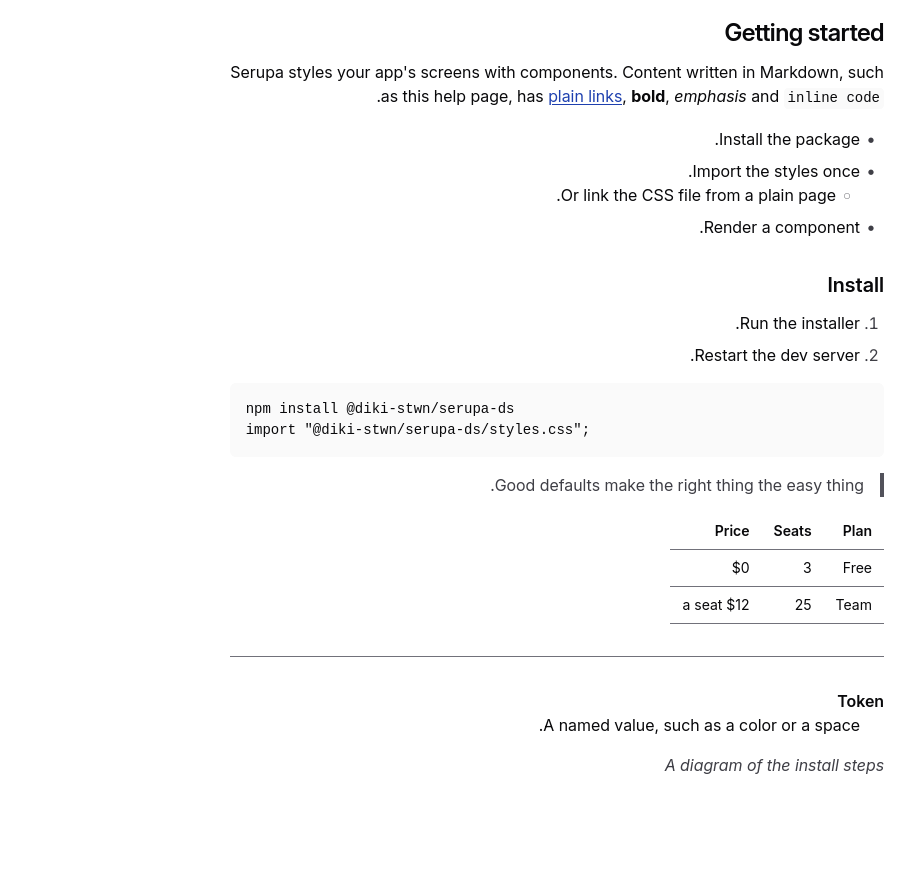 Getting started
Serupa styles your app's screens with components. Content written in Markdown, such
as this help page, has plain links, bold, emphasis and inline code.
• Install the package.
• Import the styles once.
○ Or link the CSS file from a plain page.
• Render a component.
Install
1. Run the installer.
2. Restart the dev server.
npm install @diki-stwn/serupa-ds
import "@diki-stwn/serupa-ds/styles.css";
Good defaults make the right thing the easy thing.
Plan Seats Price
Free 3 $0
Team 25 $12 a seat
Token
A named value, such as a color or a space.
A diagram of the install steps